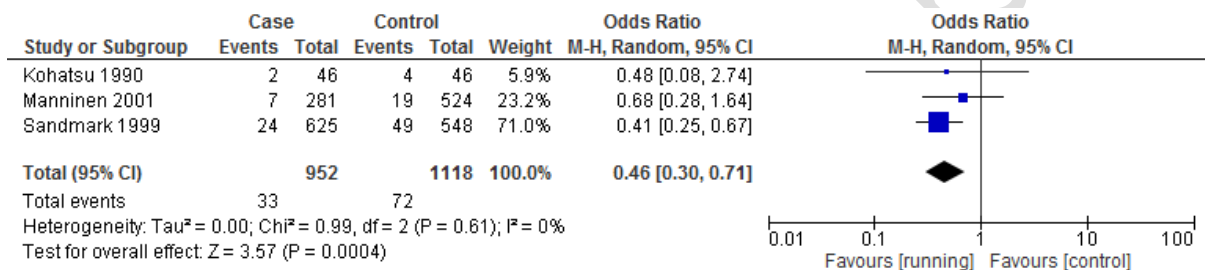 Case Control Odds Ratio Odds Ratio
Study or Subgroup Events Total Events Total Weight M-H, Random, 95% CI M-H, Random, 95% CI
Kohatsu 1990 2 46 4 46 5.9% 0.48 [0.08, 2.74]
Manninen 2001 7 281 19 524 23.2% 0.68 [0.28, 1.64]
Sandmark 1999 24 625 49 548 71.0% 0.41 [0.25, 0.67]
Total (95% CI) 952 1118 100.0% 0.46 [0.30, 0.71]
Total events 33 72
Heterogeneity: Tau² = 0.00; Chi² = 0.99, df = 2 (P = 0.61); I² = 0%
Test for overall effect: Z = 3.57 (P = 0.0004)
0.01 0.1 1 10 100
Favours [running] Favours [control]